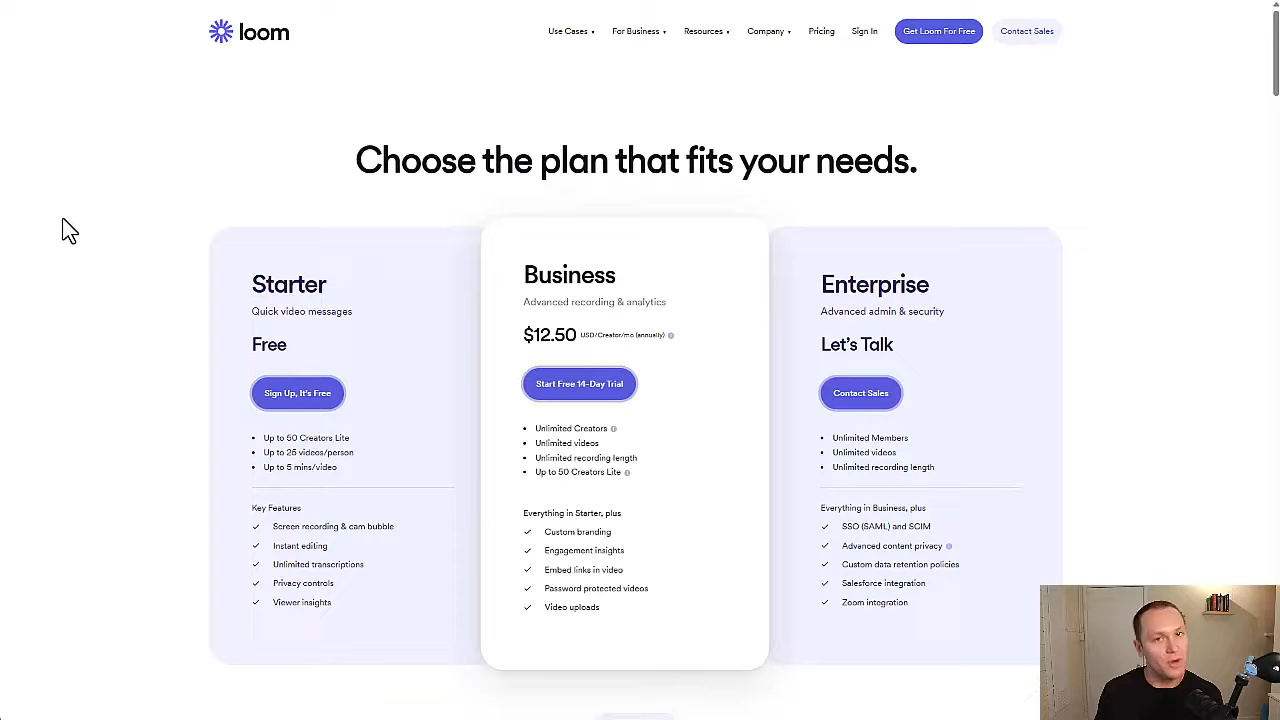 loom
Use Cases
For Business
Resources
Company
Pricing
Sign In
Get Loom For Free
Contact Sales
Choose the plan that fits your needs.
Starter
Quick video messages
Free
Sign Up, It's Free
Up to 50 Creators Lite
Up to 25 videos/person
Up to 5 mins/video
Key Features
Screen recording & cam bubble
Instant editing
Unlimited transcriptions
Privacy controls
Viewer insights
Business
Advanced recording & analytics
$12.50 USD/Creator/mo (annually)
Start Free 14-Day Trial
Unlimited Creators
Unlimited videos
Unlimited recording length
Up to 50 Creators Lite
Everything in Starter, plus
Custom branding
Engagement insights
Embed links in video
Password protected videos
Video uploads
Enterprise
Advanced admin & security
Let's Talk
Contact Sales
Unlimited Members
Unlimited videos
Unlimited recording length
Everything in Business, plus
SSO (SAML) and SCIM
Advanced content privacy
Custom data retention policies
Salesforce integration
Zoom integration